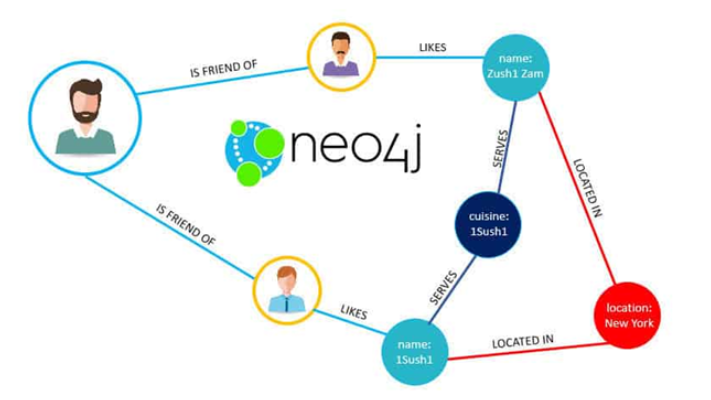 IS FRIEND OF
LIKES
name:
Zush1 Zam
neo4j
SERVES
LOCATED IN
cuisine:
1Sush1
IS FRIEND OF
SERVES
LIKES
name:
1Sush1
LOCATED IN
location:
New York